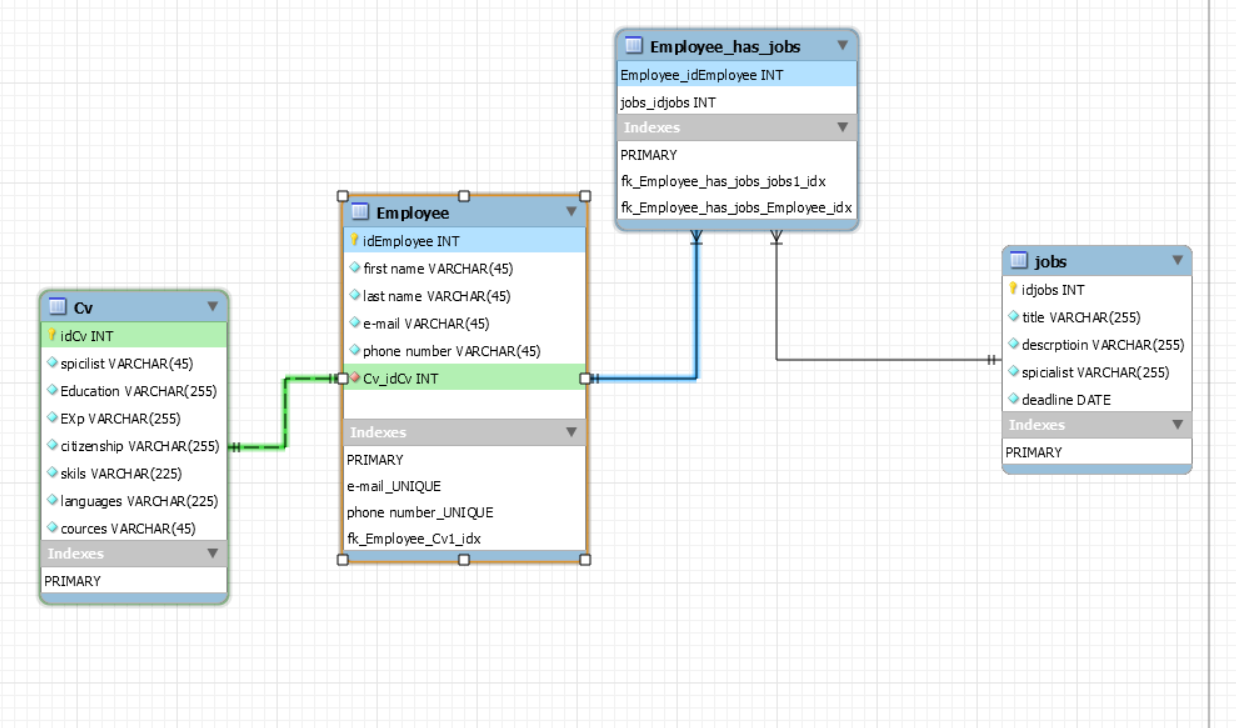 Employee_has_jobs
Employee_idEmployee INT
jobs_idjobs INT
Indexes
PRIMARY
fk_Employee_has_jobs_jobs1_idx
fk_Employee_has_jobs_Employee_idx
Employee
idEmployee INT
first name VARCHAR(45)
last name VARCHAR(45)
e-mail VARCHAR(45)
phone number VARCHAR(45)
Cv_idCv INT
Indexes
PRIMARY
e-mail_UNIQUE
phone number_UNIQUE
fk_Employee_Cv1_idx
jobs
idjobs INT
title VARCHAR(255)
descrptioin VARCHAR(255)
spicialist VARCHAR(255)
deadline DATE
Indexes
PRIMARY
Cv
idCv INT
spicilist VARCHAR(45)
Education VARCHAR(255)
EXp VARCHAR(255)
citizenship VARCHAR(255)
skils VARCHAR(225)
languages VARCHAR(225)
cources VARCHAR(45)
Indexes
PRIMARY